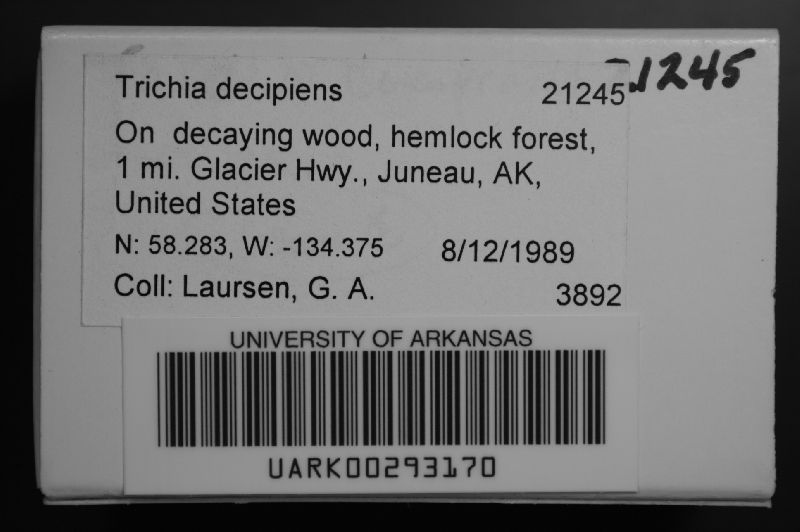 Trichia decipiens 21245
On decaying wood, hemlock forest,
1 mi. Glacier Hwy., Juneau, AK,
United States
N: 58.283, W: -134.375 8/12/1989
Coll: Laursen, G. A. 3892
UNIVERSITY OF ARKANSAS
UARK00293170